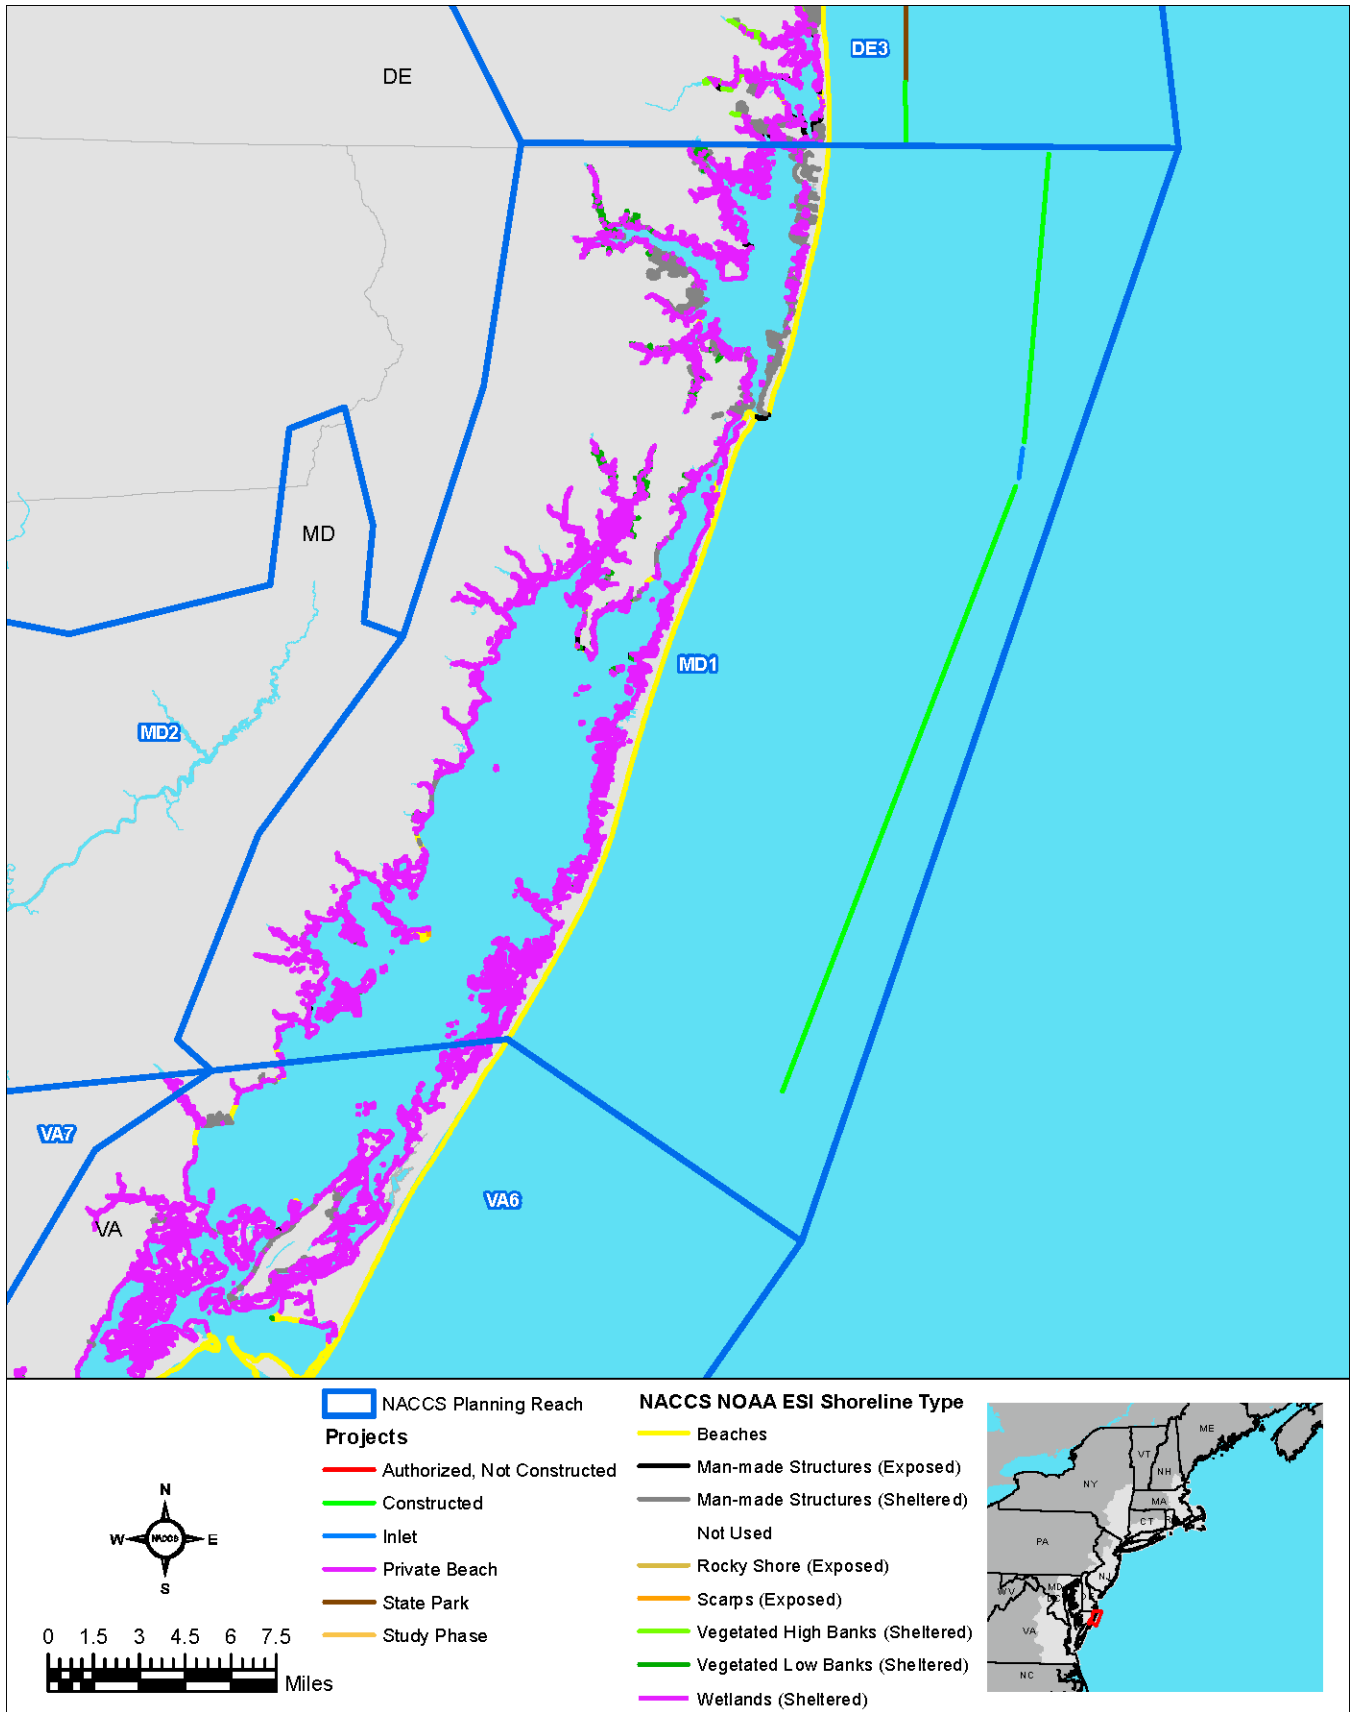 DE
DE3
MD
MD1
MD2
VA7
VA6
VA
NACCS Planning Reach
Projects
Authorized, Not Constructed
Constructed
Inlet
Private Beach
State Park
Study Phase
NACCS NOAA ESI Shoreline Type
Beaches
Man-made Structures (Exposed)
Man-made Structures (Sheltered)
Not Used
Rocky Shore (Exposed)
Scarps (Exposed)
Vegetated High Banks (Sheltered)
Vegetated Low Banks (Sheltered)
Wetlands (Sheltered)
N
W NACCS E
S
0 1.5 3 4.5 6 7.5
Miles
ME
VT
NH
NY
MA
CT
PA
NJ
WV
MD
VA
NC